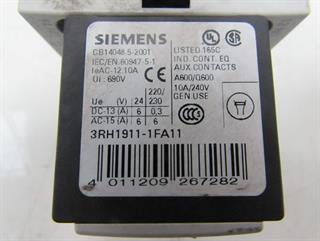 SIEMENS
GB14048.5-2001
IEC/EN 60947-5-1
IeAC-12:10A
Ui : 690V
LISTED 165C
IND. CONT. EQ
AUX. CONTACTS
A600/Q600
10A/240V
GEN USE
220/
Ue (V) 24 230
DC-13 (A) 6 0,3
AC-15 (A) 6 6
3RH1911-1FA11
4 011209 267282